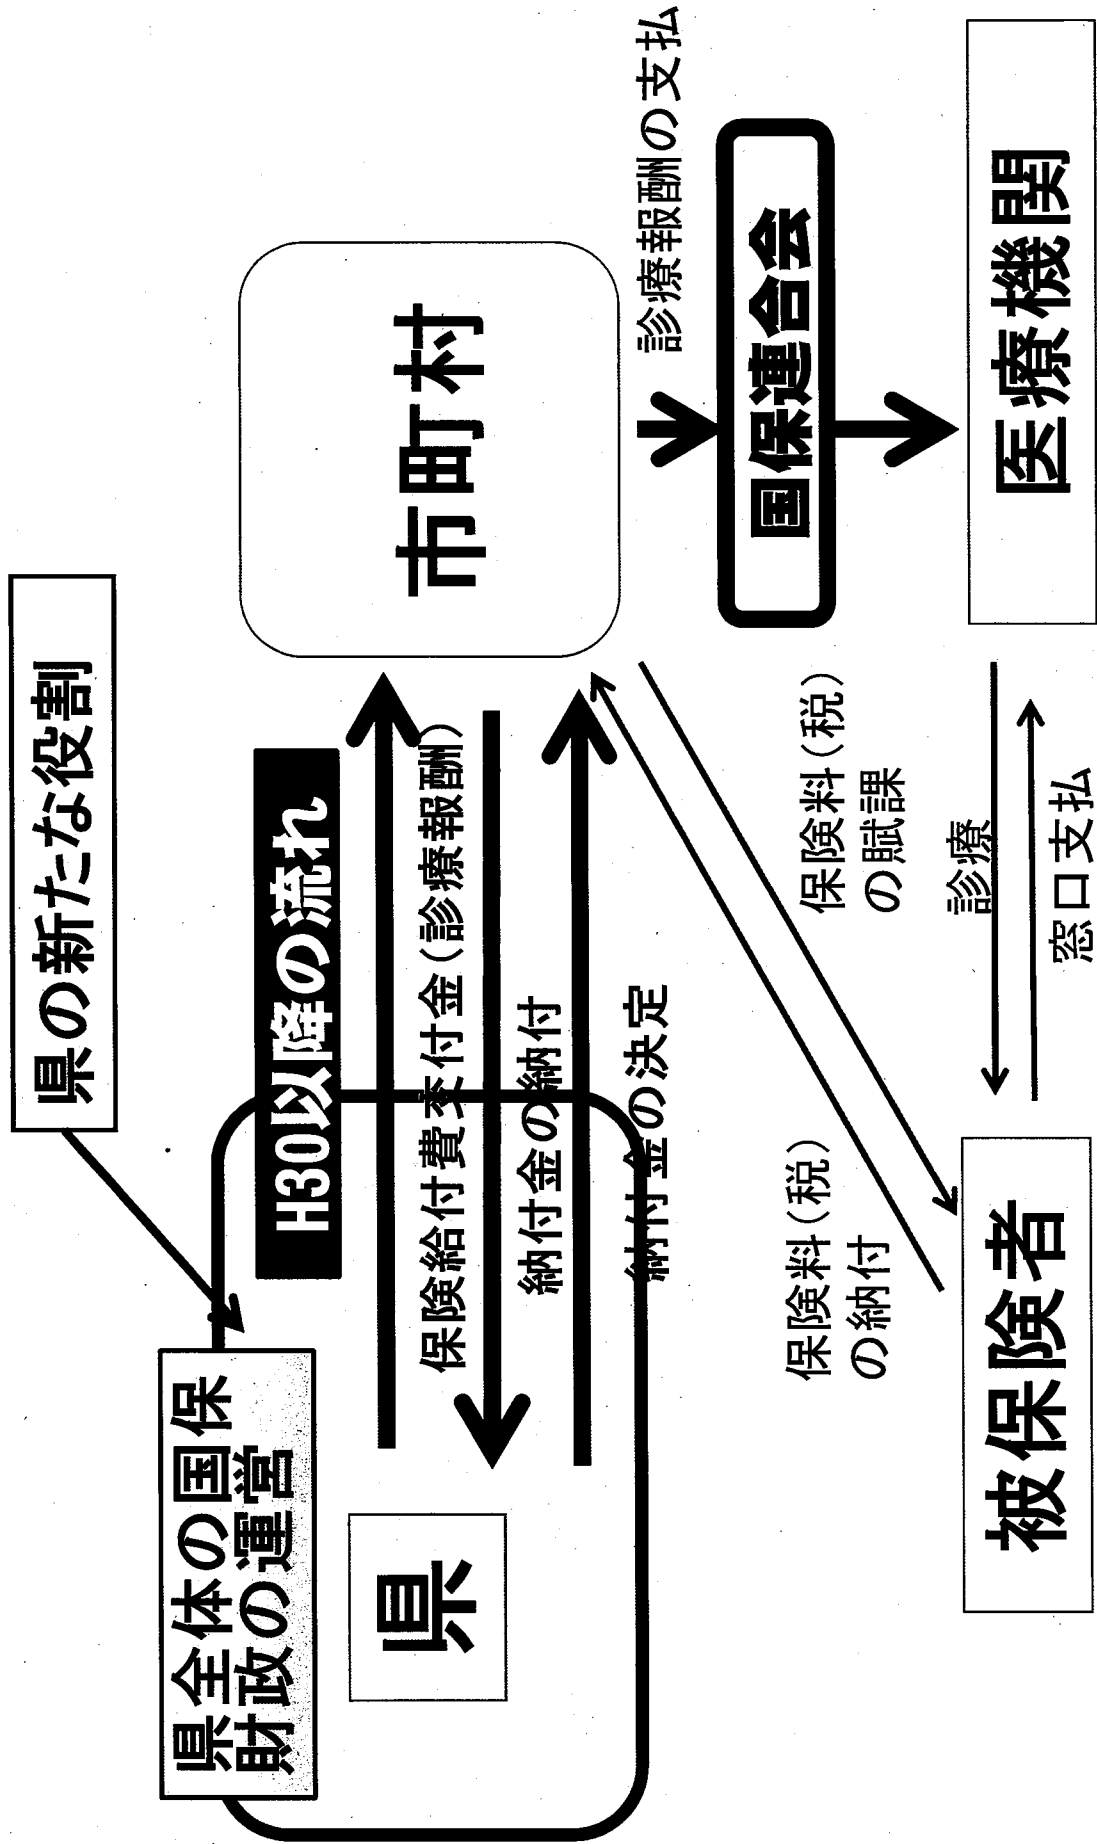 県の新たな役割
県全体の国保
財政の運営
H30以降の流れ
県
保険給付費交付金(診療報酬)
納付金の納付
納付金の決定
市町村
診療報酬の支払
国保連合会
保険料(税)
の賦課
保険料(税)
の納付
診療
窓口支払
被保険者
医療機関